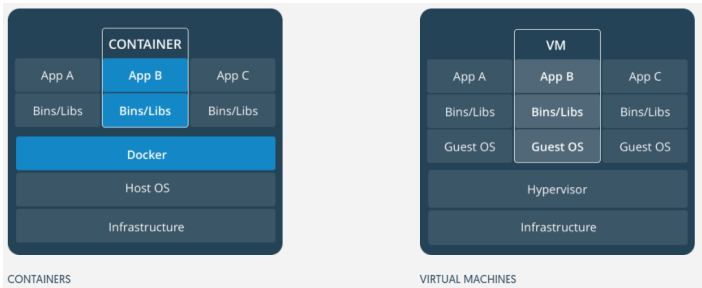 CONTAINER
App A App B App C
Bins/Libs Bins/Libs Bins/Libs
Docker
Host OS
Infrastructure
CONTAINERS
VM
App A App B App C
Bins/Libs Bins/Libs Bins/Libs
Guest OS Guest OS Guest OS
Hypervisor
Infrastructure
VIRTUAL MACHINES